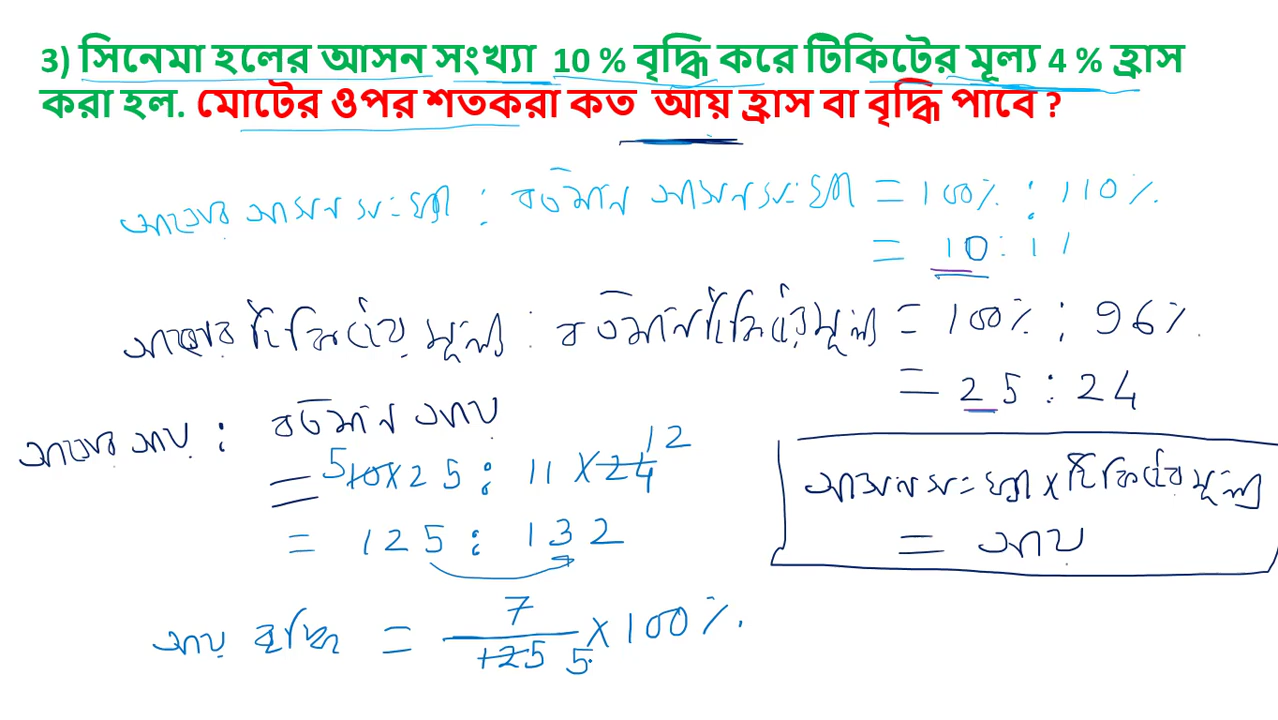 3) সিনেমা হলের আসন সংখ্যা 10 % বৃদ্ধি করে টিকিটের মূল্য 4 % হ্রাস
করা হল. মোটের ওপর শতকরা কত আয় হ্রাস বা বৃদ্ধি পাবে ?
আগের আসন সংখ্যা : বর্তমান আসন সংখ্যা = 100% : 110%
= 10 : 11
আগের টিকিটের মূল্য : বর্তমান টিকিটের মূল্য = 100% : 96%
= 25 : 24
আগের আয় : বর্তমান আয়
12
= 5 10 x 25 : 11 x 24
= 125 : 132
আসন সংখ্যা x টিকিটের মূল্য
= আয়
আয় বৃদ্ধি = 7/125 5 x 100%.